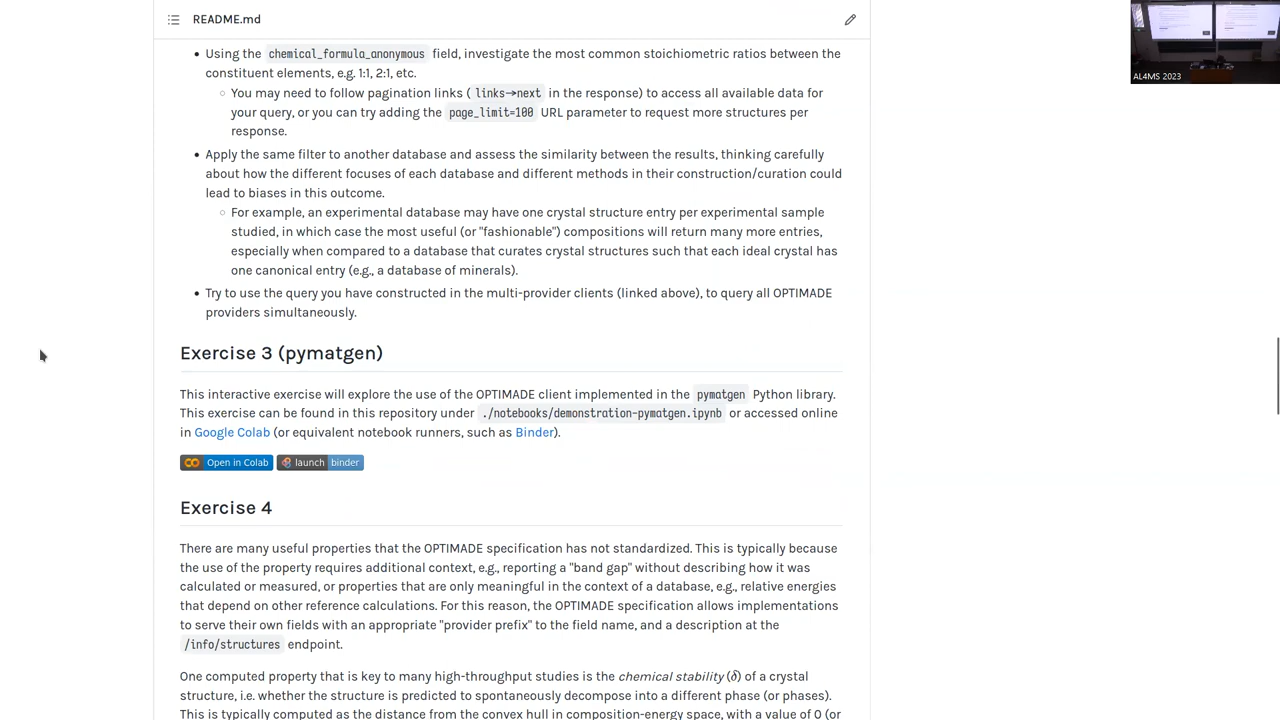 README.md
AL4MS 2023
• Using the chemical_formula_anonymous field, investigate the most common stoichiometric ratios between the
constituent elements, e.g. 1:1, 2:1, etc.
○ You may need to follow pagination links ( links→next in the response) to access all available data for
your query, or you can try adding the page_limit=100 URL parameter to request more structures per
response.
• Apply the same filter to another database and assess the similarity between the results, thinking carefully
about how the different focuses of each database and different methods in their construction/curation could
lead to biases in this outcome.
○ For example, an experimental database may have one crystal structure entry per experimental sample
studied, in which case the most useful (or "fashionable") compositions will return many more entries,
especially when compared to a database that curates crystal structures such that each ideal crystal has
one canonical entry (e.g., a database of minerals).
• Try to use the query you have constructed in the multi-provider clients (linked above), to query all OPTIMADE
providers simultaneously.
Exercise 3 (pymatgen)
This interactive exercise will explore the use of the OPTIMADE client implemented in the pymatgen Python library.
This exercise can be found in this repository under ./notebooks/demonstration-pymatgen.ipynb or accessed online
in Google Colab (or equivalent notebook runners, such as Binder).
Open in Colab launch binder
Exercise 4
There are many useful properties that the OPTIMADE specification has not standardized. This is typically because
the use of the property requires additional context, e.g., reporting a "band gap" without describing how it was
calculated or measured, or properties that are only meaningful in the context of a database, e.g., relative energies
that depend on other reference calculations. For this reason, the OPTIMADE specification allows implementations
to serve their own fields with an appropriate "provider prefix" to the field name, and a description at the
/info/structures endpoint.
One computed property that is key to many high-throughput studies is the chemical stability (δ) of a crystal
structure, i.e. whether the structure is predicted to spontaneously decompose into a different phase (or phases).
This is typically computed as the distance from the convex hull in composition-energy space, with a value of 0 (or